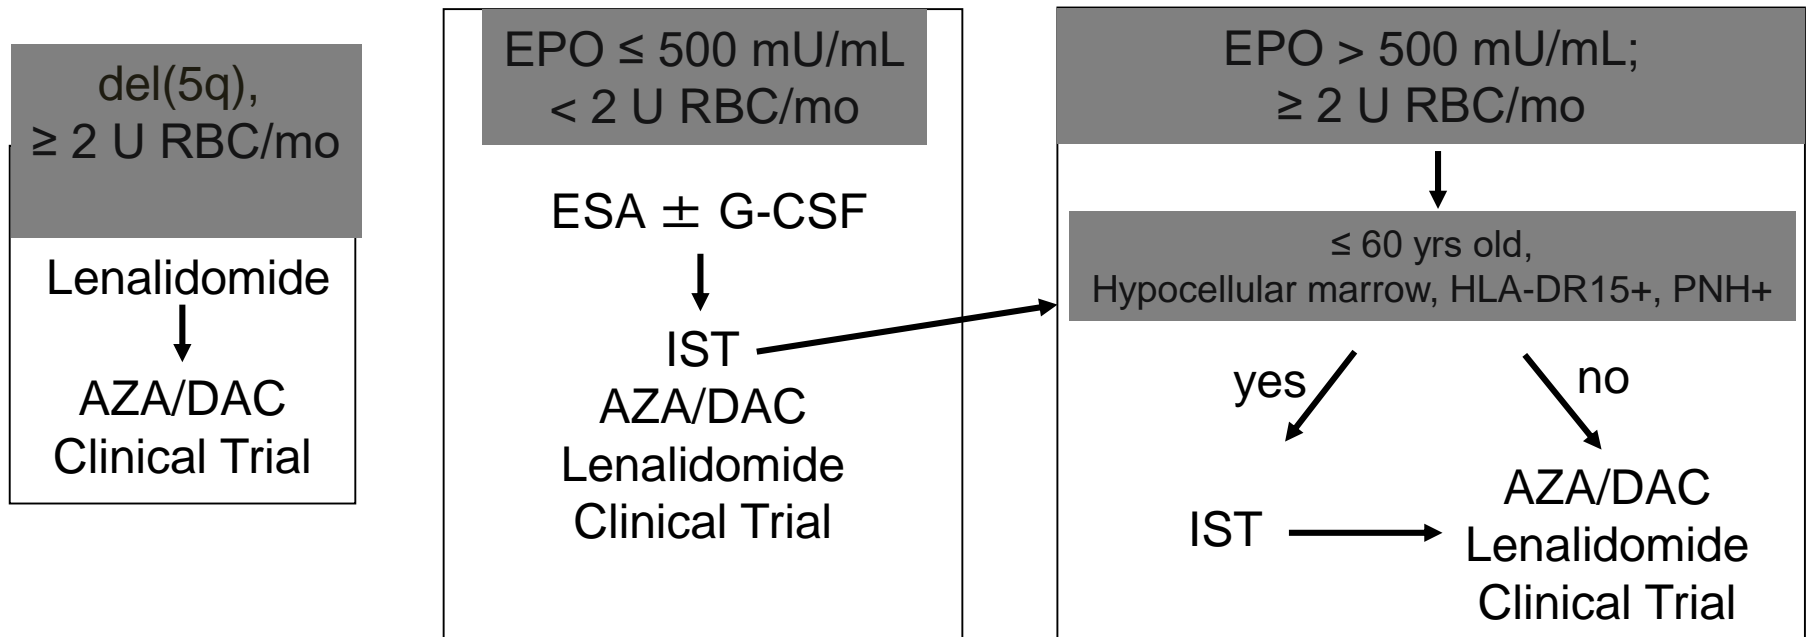 del(5q),
≥ 2 U RBC/mo
Lenalidomide
AZA/DAC
Clinical Trial
EPO ≤ 500 mU/mL
< 2 U RBC/mo
ESA ± G-CSF
IST
AZA/DAC
Lenalidomide
Clinical Trial
EPO > 500 mU/mL;
≥ 2 U RBC/mo
≤ 60 yrs old,
Hypocellular marrow, HLA-DR15+, PNH+
yes
no
IST
AZA/DAC
Lenalidomide
Clinical Trial